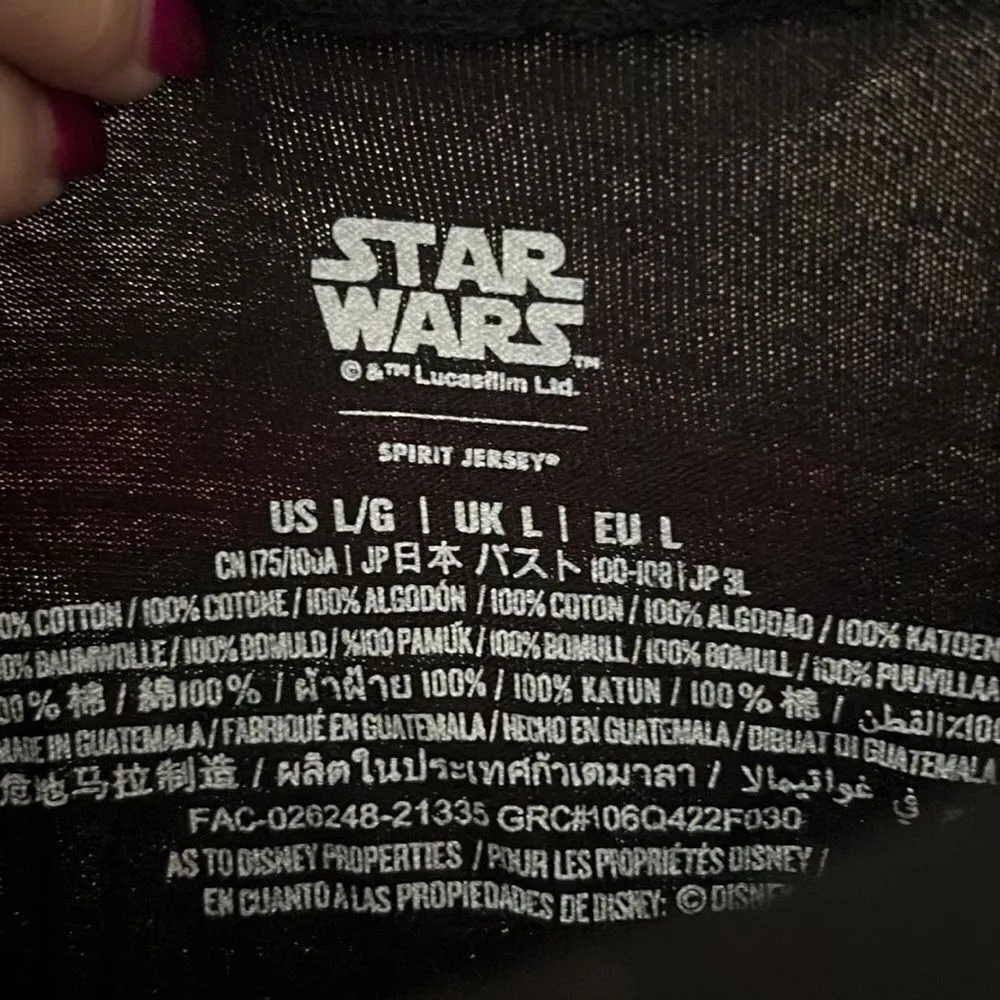 STAR
WARS™
© &™ Lucasfilm Ltd.
SPIRIT JERSEY®
US L/G | UK L | EU L
CN 175/108A | JP日本 バスト 100-108 | JP 3L
0% COTTON / 100% COTONE / 100% ALGODÓN / 100% COTON / 100% ALGODÃO / 100% KATOEN
0% BAUMWOLLE / 100% BOMULD / %100 PAMUK / 100% BOMULL / 100% BOMULL / 100% PUUVILLAA
00% 棉 / 綿100% / ผ้าฝ้าย 100% / 100% KATUN / 100% 棉 / القطن٪100
MADE IN GUATEMALA / FABRIQUÉ EN GUATEMALA / HECHO EN GUATEMALA / DIBUAT DI GUATEMALA
危地马拉制造 / ผลิตในประเทศกัวเตมาลา / في غواتيمالا
FAC-026248-21335 GRC#106Q422F030
AS TO DISNEY PROPERTIES / POUR LES PROPRIÉTÉS DISNEY /
EN CUANTO A LAS PROPIEDADES DE DISNEY: © DISNEY